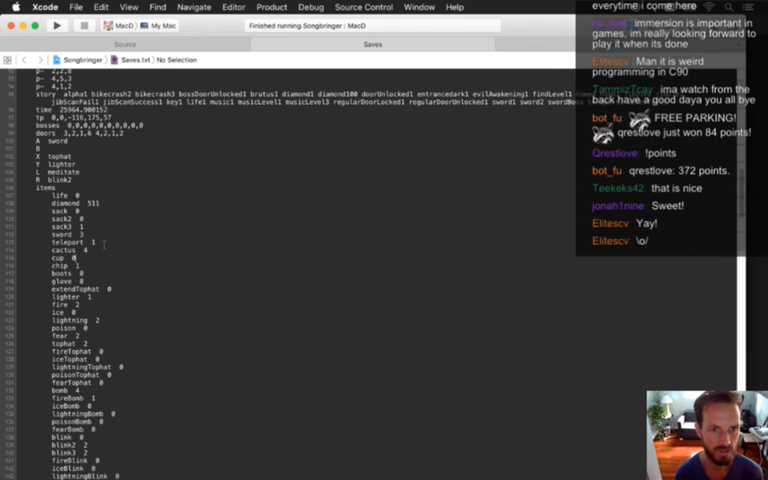 Xcode File Edit View Find Navigate Editor Product Debug Source Control Window Help
MacD My Mac Finished running Songbringer : MacD
Source Saves
Songbringer Saves.txt No Selection
p~ 2,2,0
p~ 4,5,3
p~ 4,1,2
story alpha1 bikecrash2 bikecrash3 bossDoorUnlocked1 brutus1 diamond1 diamond100 doorUnlocked1 entrancedark1 evilAwakening1 findLevel1
jibScanFail1 jibScanSuccess1 key1 life1 music1 musicLevel1 musicLevel3 regularDoorLocked1 regularDoorUnlocked1 sword1 sword2
time 25964.900152
tp 0,0,-116,175,57
bosses 0,0,0,0,0,0,0,0,0,0
doors 3,2,1,6 4,2,1,2
A sword
B
X tophat
Y lighter
L meditate
R blink2
items
life 0
diamond 511
sack 0
sack2 0
sack3 1
sword 3
teleport 1
cactus 4
cup 0
chip 1
boots 0
glove 0
extendTophat 0
lighter 1
fire 2
ice 0
lightning 2
poison 0
fear 2
tophat 2
fireTophat 0
iceTophat 0
lightningTophat 0
poisonTophat 0
fearTophat 0
bomb 4
fireBomb 1
iceBomb 0
lightningBomb 0
poisonBomb 0
fearBomb 0
blink 0
blink2 2
blink3 2
fireBlink 0
iceBlink 0
lightningBlink 0
everytime i come here
immersion is important in
games, im really looking forward to
play it when its done
Elitescv Man it is weird
programming in C90
TammizTcay ima watch from the
back have a good daya you all bye
bot_fu FREE PARKING!
qrestlove just won 84 points!
Qrestlove !points
bot_fu qrestlove: 372 points.
Teekeks42 that is nice
jonah1nine Sweet!
Elitescv Yay!
Elitescv \o/